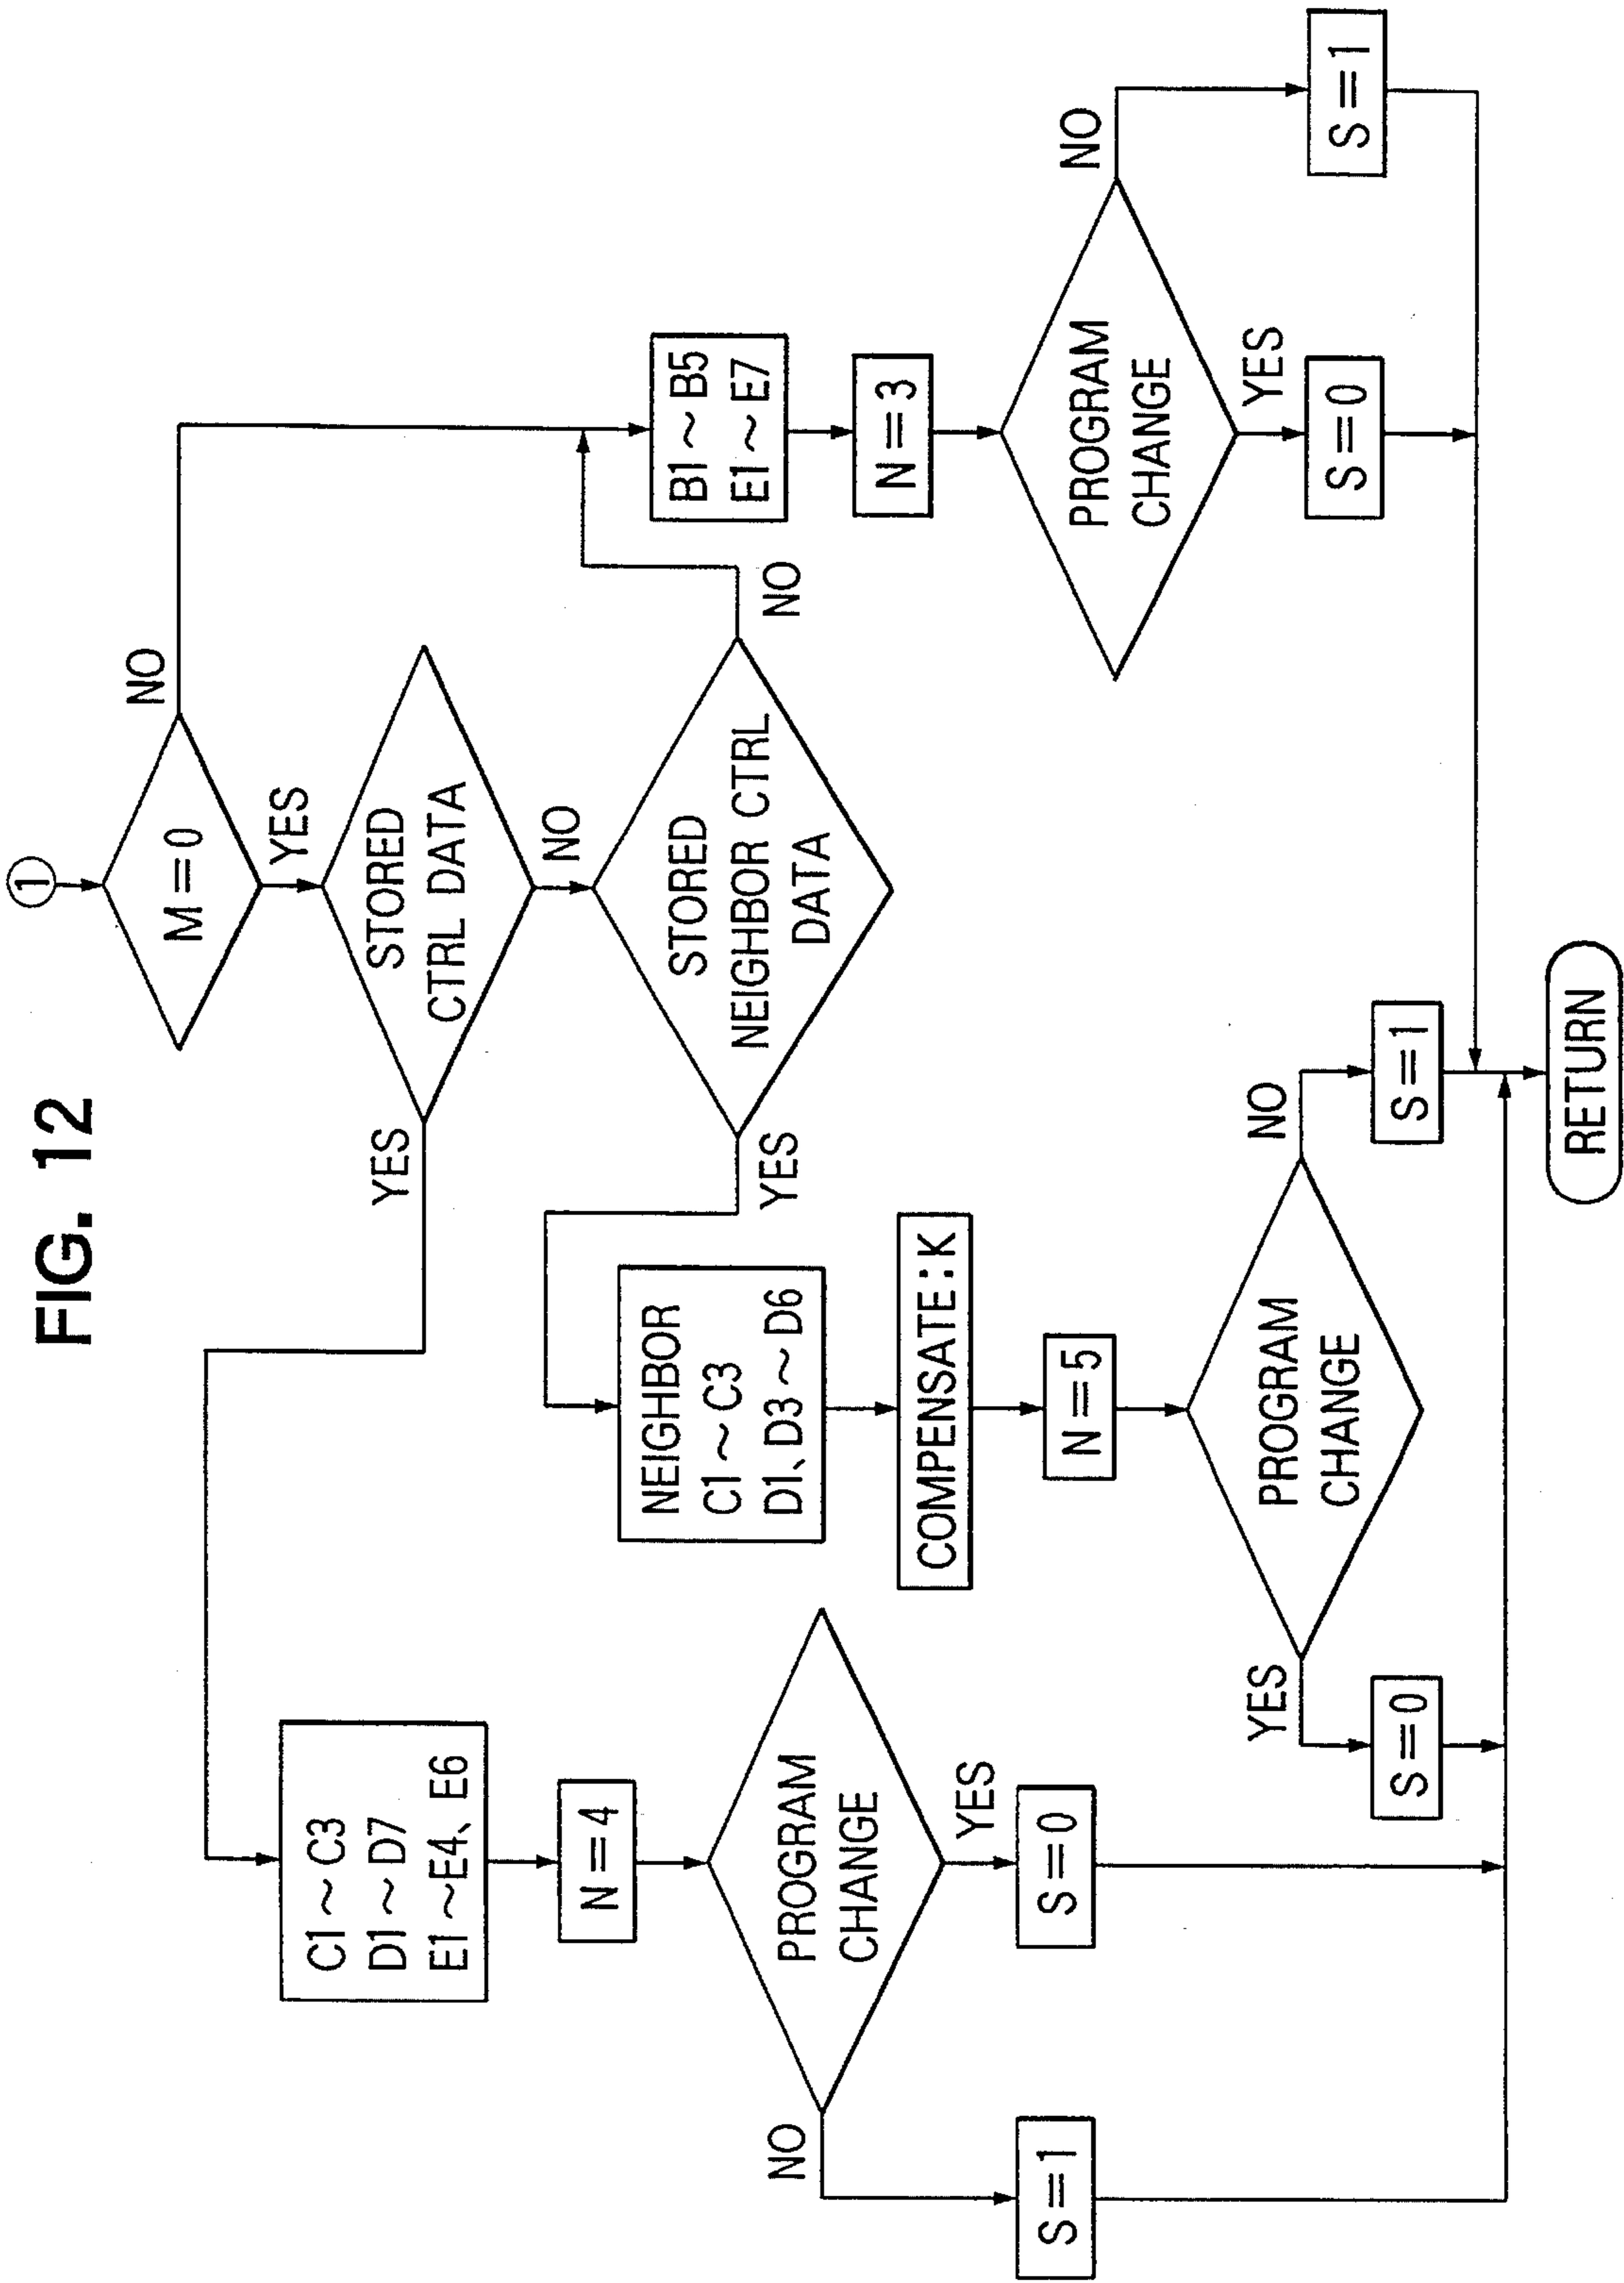 FIG. 12
1
M=0
NO
YES
STORED
CTRL DATA
YES
NO
STORED
NEIGHBOR CTRL
DATA
YES
NO
C1~C3
D1~D7
E1~E4、E6
N=4
PROGRAM
CHANGE
NO
YES
S=1
S=0
NEIGHBOR
C1~C3
D1、D3~D6
COMPENSATE:K
N=5
PROGRAM
CHANGE
YES
NO
S=0
S=1
B1~B5
E1~E7
N=3
PROGRAM
CHANGE
NO
YES
S=0
S=1
RETURN